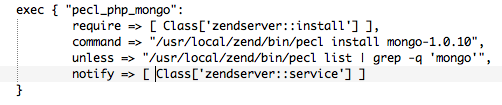 exec { "pecl_php_mongo":
require => [ Class['zendserver::install'] ],
command => "/usr/local/zend/bin/pecl install mongo-1.0.10",
unless => "/usr/local/zend/bin/pecl list | grep -q 'mongo'",
notify => [ Class['zendserver::service'] ]
}